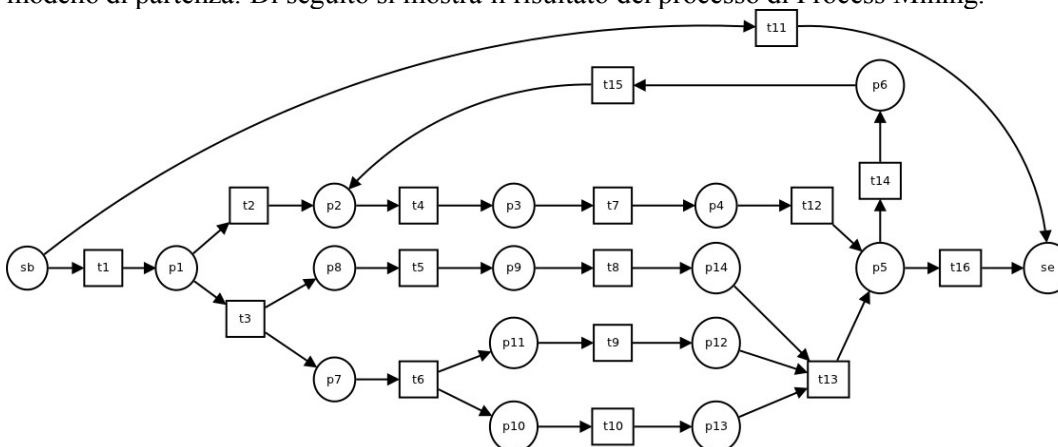 modello di partenza. Di seguito si mostra il risultato del processo di Process Mining.
t11
t15 p6
t14
t2 p2 t4 p3 t7 p4 t12
sb t1 p1 p8 t5 p9 t8 p14 p5 t16 se
t3
p11 t9 p12
p7 t6 t13
p10 t10 p13